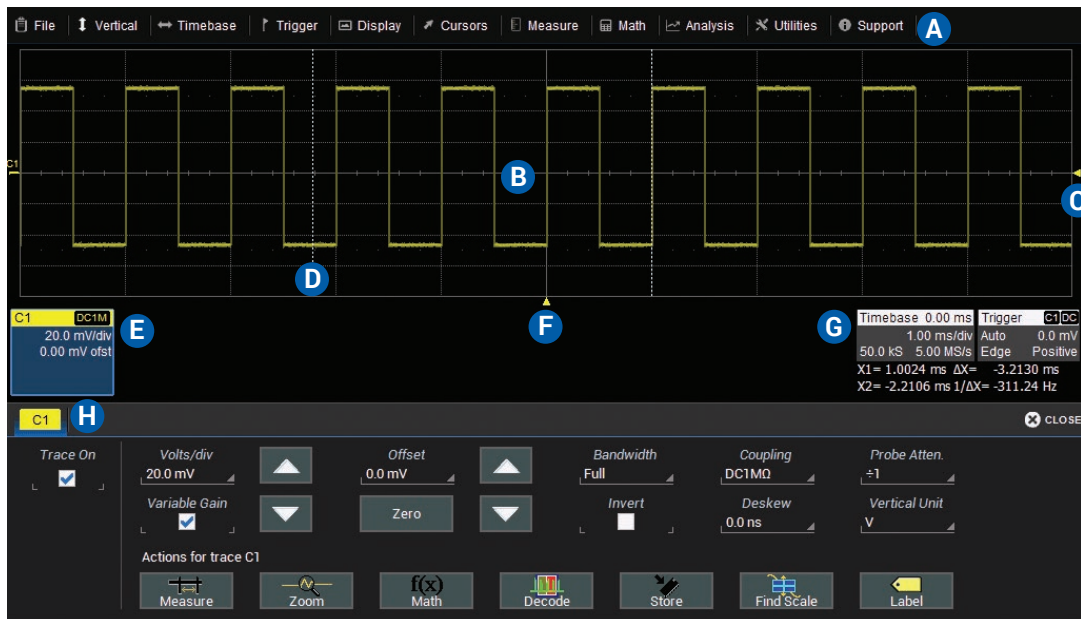 File Vertical Timebase Trigger Display Cursors Measure Math Analysis Utilities Support A
C1
B
C
D
C1 DC1M
20.0 mV/div
0.00 mV ofst
E
F
G
Timebase 0.00 ms
1.00 ms/div
50.0 kS 5.00 MS/s
Trigger C1 DC
Auto 0.0 mV
Edge Positive
X1= 1.0024 ms ΔX= -3.2130 ms
X2= -2.2106 ms 1/ΔX= -311.24 Hz
C1 H CLOSE
Trace On Volts/div Offset Bandwidth Coupling Probe Atten.
20.0 mV 0.0 mV Full DC1MΩ ÷1
Variable Gain Zero Invert Deskew Vertical Unit
0.0 ns V
Actions for trace C1
f(x)
Measure Zoom Math Decode Store Find Scale Label